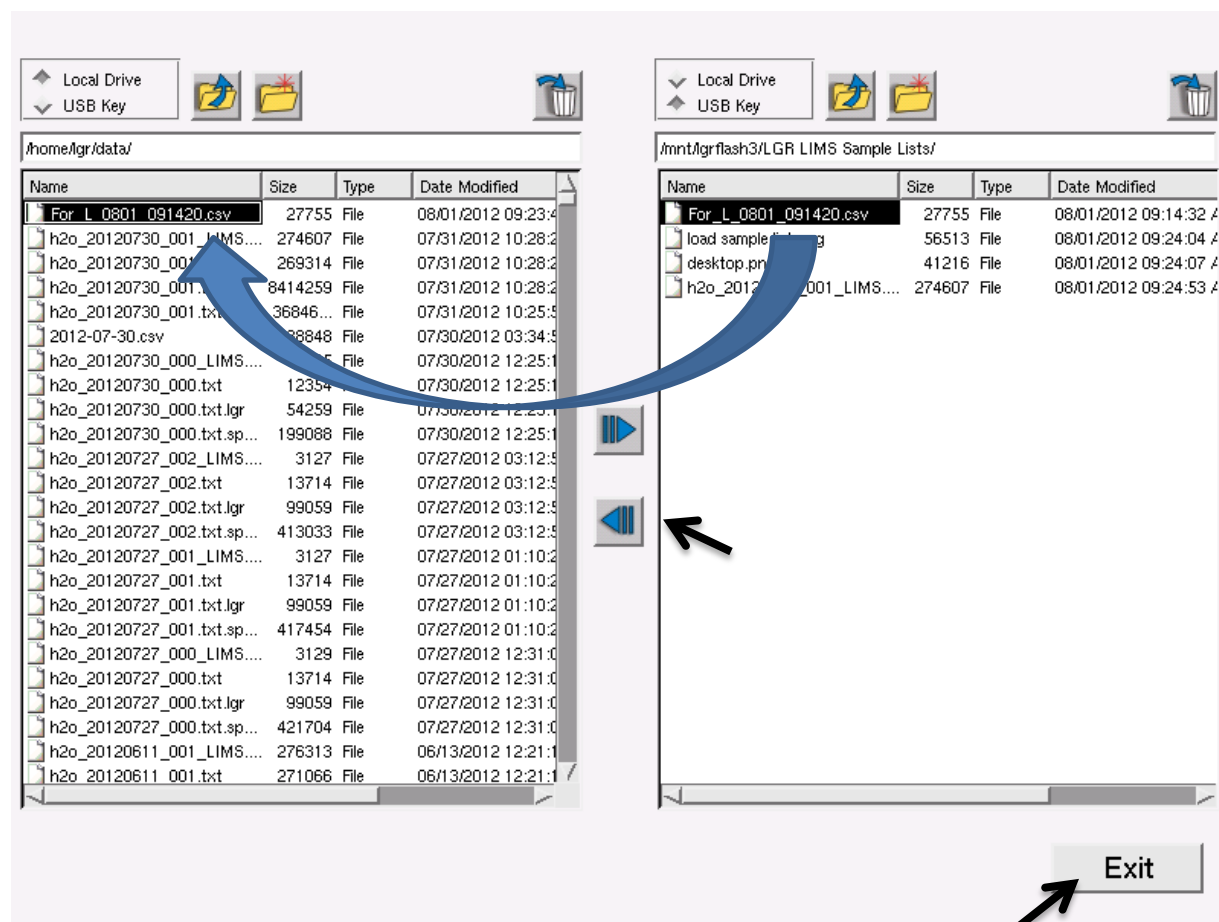 Local Drive
USB Key
/home/lgr/data/
Name Size Type Date Modified
For_L_0801_091420.csv 27755 File 08/01/2012 09:23:4
h2o_20120730_001_LIMS.... 274607 File 07/31/2012 10:28:2
269314 File 07/31/2012 10:28:2
8414259 File 07/31/2012 10:28:2
h2o_20120730_001.txt 36846... File 07/31/2012 10:25:5
2012-07-30.csv File 07/30/2012 03:34:5
h2o_20120730_000_LIMS.... File 07/30/2012 12:25:1
h2o_20120730_000.txt 12354 07/30/2012 12:25:1
h2o_20120730_000.txt.lgr 54259 File
h2o_20120730_000.txt.sp... 199088 File 07/30/2012 12:25:1
h2o_20120727_002_LIMS.... 3127 File 07/27/2012 03:12:5
h2o_20120727_002.txt 13714 File 07/27/2012 03:12:5
h2o_20120727_002.txt.lgr 99059 File 07/27/2012 03:12:5
h2o_20120727_002.txt.sp... 413033 File 07/27/2012 03:12:5
h2o_20120727_001_LIMS.... 3127 File 07/27/2012 01:10:2
h2o_20120727_001.txt 13714 File 07/27/2012 01:10:2
h2o_20120727_001.txt.lgr 99059 File 07/27/2012 01:10:2
h2o_20120727_001.txt.sp... 417454 File 07/27/2012 01:10:2
h2o_20120727_000_LIMS.... 3129 File 07/27/2012 12:31:0
h2o_20120727_000.txt 13714 File 07/27/2012 12:31:0
h2o_20120727_000.txt.lgr 99059 File 07/27/2012 12:31:0
h2o_20120727_000.txt.sp... 421704 File 07/27/2012 12:31:0
h2o_20120611_001_LIMS.... 276313 File 06/13/2012 12:21:1
h2o_20120611_001.txt 271066 File 06/13/2012 12:21:1
Local Drive
USB Key
/mnt/lgrflash3/LGR LIMS Sample Lists/
Name Size Type Date Modified
For_L_0801_091420.csv 27755 File 08/01/2012 09:14:32 A
load sample 56513 File 08/01/2012 09:24:04 A
desktop.pn 41216 File 08/01/2012 09:24:07 A
001_LIMS.... 274607 File 08/01/2012 09:24:53 A
Exit